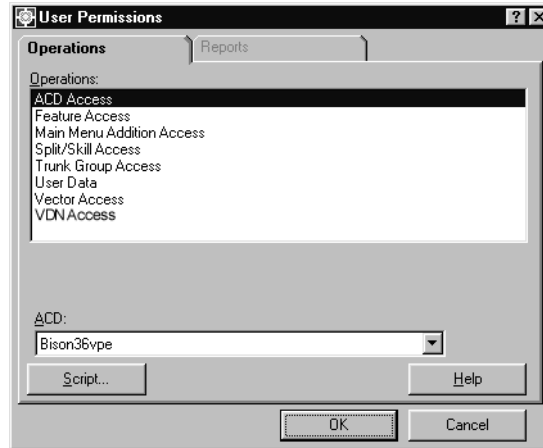 User Permissions
Operations
Reports
Operations:
ACD Access
Feature Access
Main Menu Addition Access
Split/Skill Access
Trunk Group Access
User Data
Vector Access
VDN Access
ACD:
Bison36vpe
Script...
Help
OK
Cancel